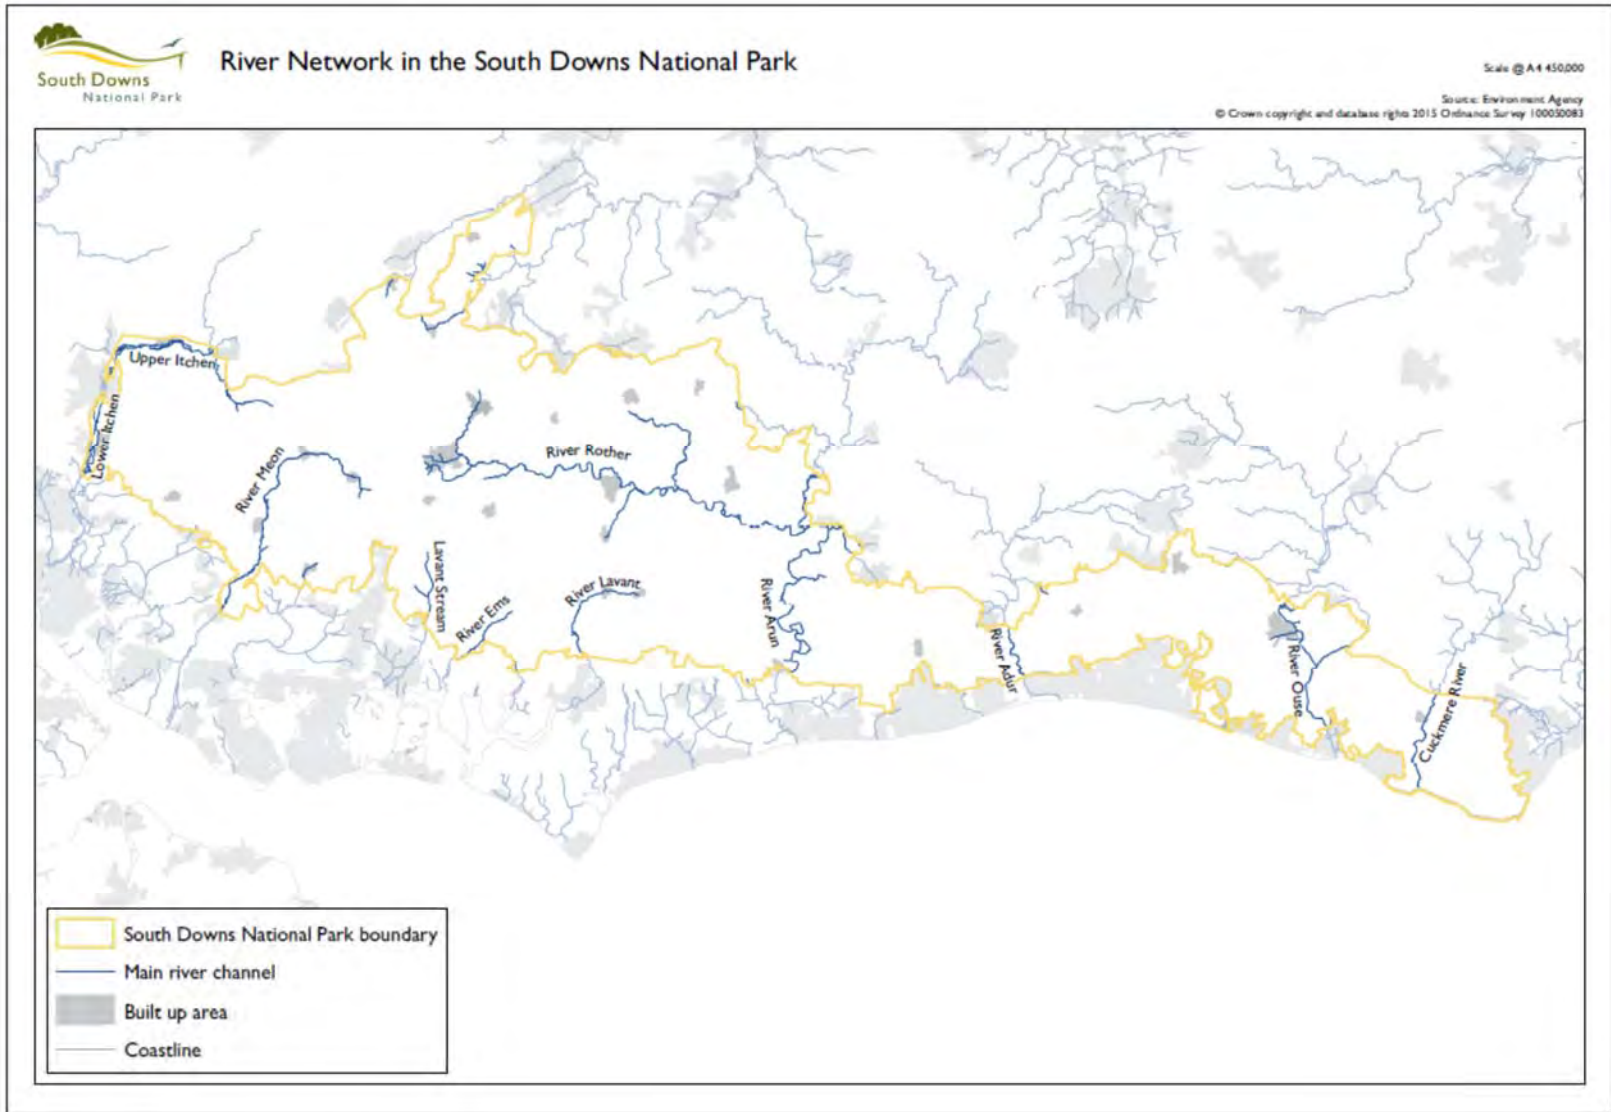 South Downs
National Park
River Network in the South Downs National Park
Scale @ A4 450,000
Source: Environment Agency
© Crown copyright and database rights 2015 Ordnance Survey 100050083
Upper Itchen
Lower Itchen
River Meon
River Rother
Lavant Stream
River Ems
River Lavant
River Arun
River Adur
River Ouse
Cuckmere River
South Downs National Park boundary
Main river channel
Built up area
Coastline